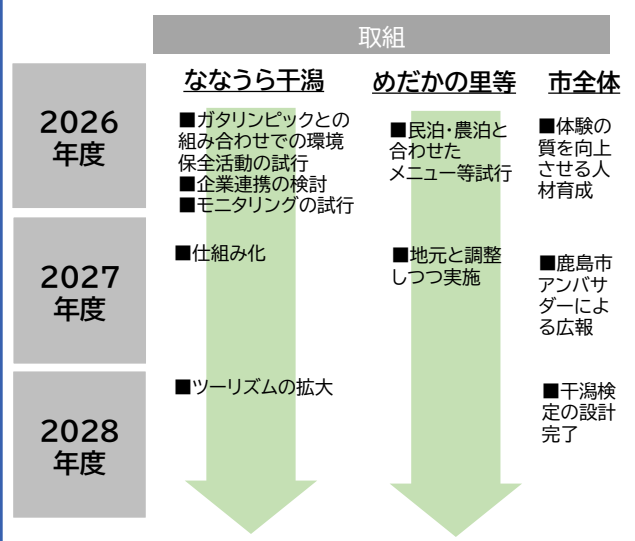 取組
ななうら干潟
めだかの里等
市全体
2026
年度
■ガタリンピックとの
組み合わせでの環境
保全活動の試行
■企業連携の検討
■モニタリングの試行
■民泊・農泊と
合わせた
メニュー等試行
■体験の
質を向上
させる人
材育成
2027
年度
■仕組み化
■地元と調整
しつつ実施
■鹿島市
アンバサ
ダーによ
る広報
2028
年度
■ツーリズムの拡大
■干潟検
定の設計
完了